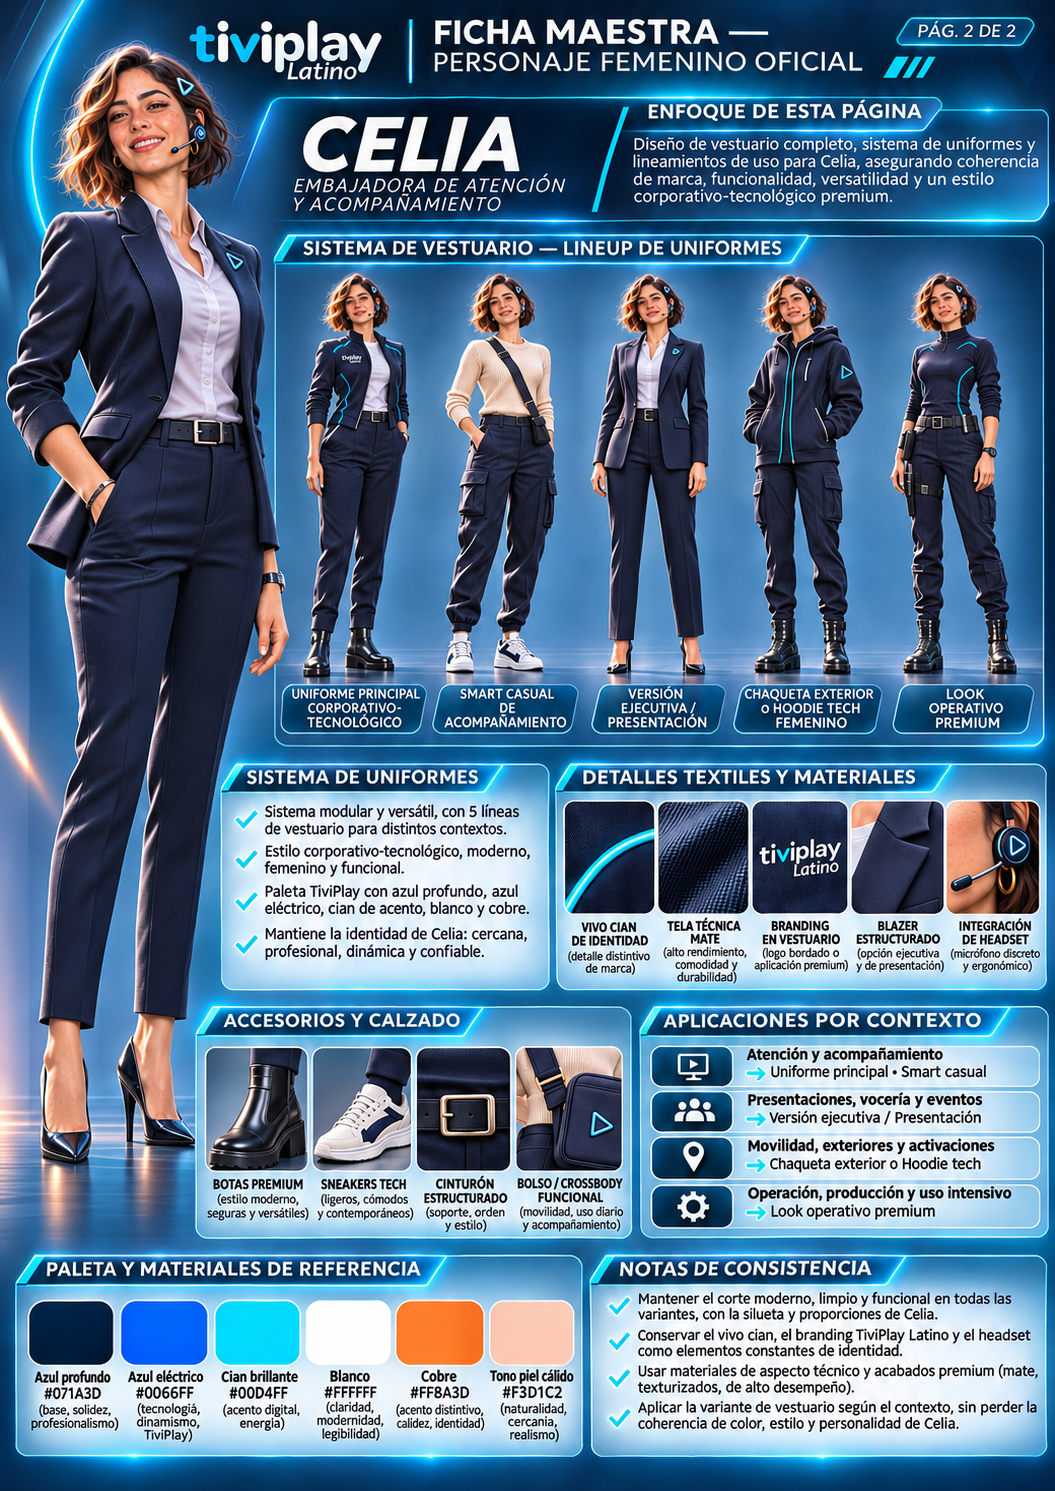 tiviplay
Latino
FICHA MAESTRA —
PERSONAJE FEMENINO OFICIAL
PÁG. 2 DE 2
CELIA
EMBAJADORA DE ATENCIÓN
Y ACOMPAÑAMIENTO
ENFOQUE DE ESTA PÁGINA
Diseño de vestuario completo, sistema de uniformes y
lineamientos de uso para Celia, asegurando coherencia
de marca, funcionalidad, versatilidad y un estilo
corporativo-tecnológico premium.
SISTEMA DE VESTUARIO — LINEUP DE UNIFORMES
tiviplay
UNIFORME PRINCIPAL
CORPORATIVO-
TECNOLÓGICO
SMART CASUAL
DE
ACOMPAÑAMIENTO
VERSIÓN
EJECUTIVA /
PRESENTACIÓN
CHAQUETA EXTERIOR
o HOODIE TECH
FEMENINO
LOOK
OPERATIVO
PREMIUM
SISTEMA DE UNIFORMES
Sistema modular y versátil, con 5 líneas
de vestuario para distintos contextos.
Estilo corporativo-tecnológico, moderno,
femenino y funcional.
Paleta TiviPlay con azul profundo, azul
eléctrico, cian de acento, blanco y cobre.
Mantiene la identidad de Celia: cercana,
profesional, dinámica y confiable.
DETALLES TEXTILES Y MATERIALES
tiviplay
Latino
VIVO CIAN
DE IDENTIDAD
(detalle distintivo
de marca)
TELA TÉCNICA
MATE
(alto rendimiento,
comodidad y
durabilidad)
BRANDING
EN VESTUARIO
(logo bordado o
aplicación premium)
BLAZER
ESTRUCTURADO
(opción ejecutiva
y de presentación)
INTEGRACIÓN
DE HEADSET
(micrófono discreto
y ergonómico)
ACCESORIOS Y CALZADO
BOTAS PREMIUM
(estilo moderno,
seguras y versátiles)
SNEAKERS TECH
(ligeros, cómodos
y contemporáneos)
CINTURÓN
ESTRUCTURADO
(soporte, orden
y estilo)
BOLSO / CROSSBODY
FUNCIONAL
(movilidad, uso diario
y acompañamiento)
APLICACIONES POR CONTEXTO
Atención y acompañamiento
→ Uniforme principal • Smart casual
Presentaciones, vocería y eventos
→ Versión ejecutiva / Presentación
Movilidad, exteriores y activaciones
→ Chaqueta exterior o Hoodie tech
Operación, producción y uso intensivo
→ Look operativo premium
PALETA Y MATERIALES DE REFERENCIA
Azul profundo
#071A3D
(base, solidez,
profesionalismo)
Azul eléctrico
#0066FF
(tecnologiá,
dinamismo,
TiviPlay)
Cian brillante
#00D4FF
(acento digital,
energía)
Blanco
#FFFFFF
(claridad,
modernidad,
legibilidad)
Cobre
#FF8A3D
(acento distintivo,
calidez, identidad)
Tono piel cálido
#F3D1C2
(naturalidad,
cercanía,
realismo)
NOTAS DE CONSISTENCIA
Mantener el corte moderno, limpio y funcional en todas las
variantes, con la silueta y proporciones de Celia.
Conservar el vivo cian, el branding TiviPlay Latino y el headset
como elementos constantes de identidad.
Usar materiales de aspecto técnico y acabados premium (mate,
texturizados, de alto desempeño).
Aplicar la variante de vestuario según el contexto, sin perder la
coherencia de color, estilo y personalidad de Celia.